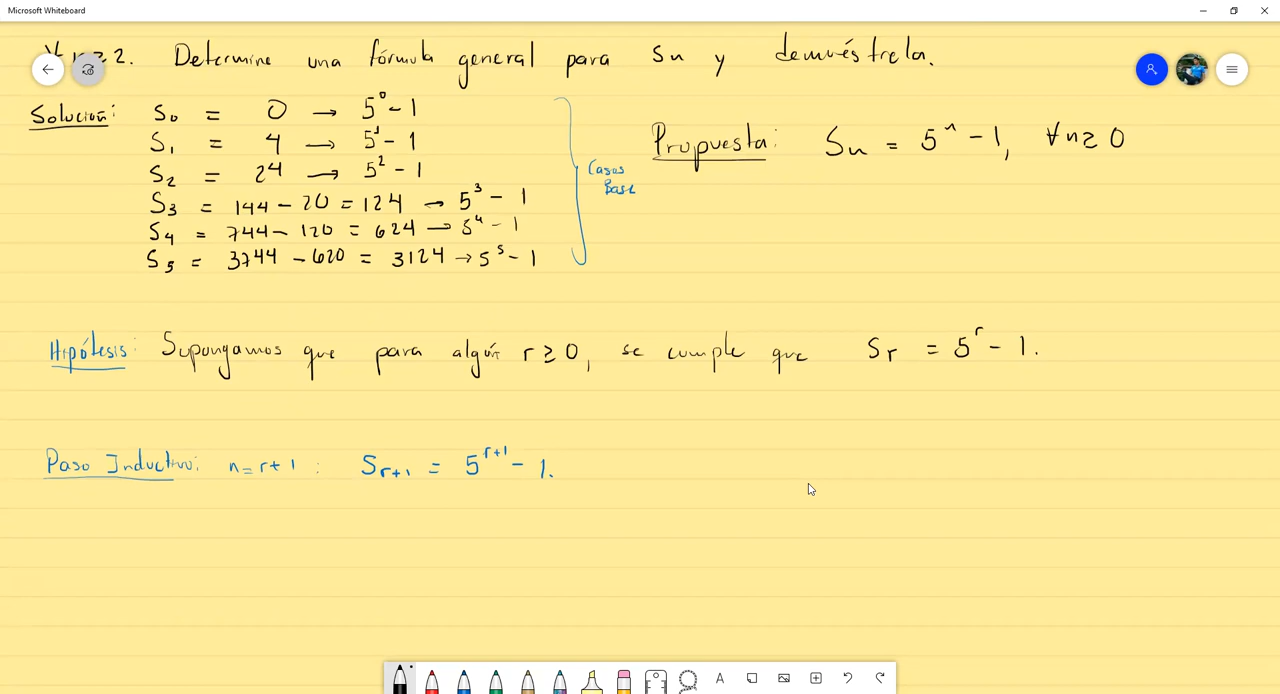 Microsoft Whiteboard
≥ 2. Determine una fórmula general para Sn y demuéstrela.
Solución: S₀ = 0 → 5⁰ - 1
S₁ = 4 → 5¹ - 1
S₂ = 24 → 5² - 1
S₃ = 144 - 20 = 124 → 5³ - 1
S₄ = 744 - 120 = 624 → 5⁴ - 1
S₅ = 3744 - 620 = 3124 → 5⁵ - 1
Casos
Base
Propuesta: Sn = 5ⁿ - 1, ∀n ≥ 0
Hipótesis: Supongamos que para algún r ≥ 0, se cumple que Sr = 5^r - 1.
Paso Inductivo: n = r+1 : S_{r+1} = 5^{r+1} - 1.
A